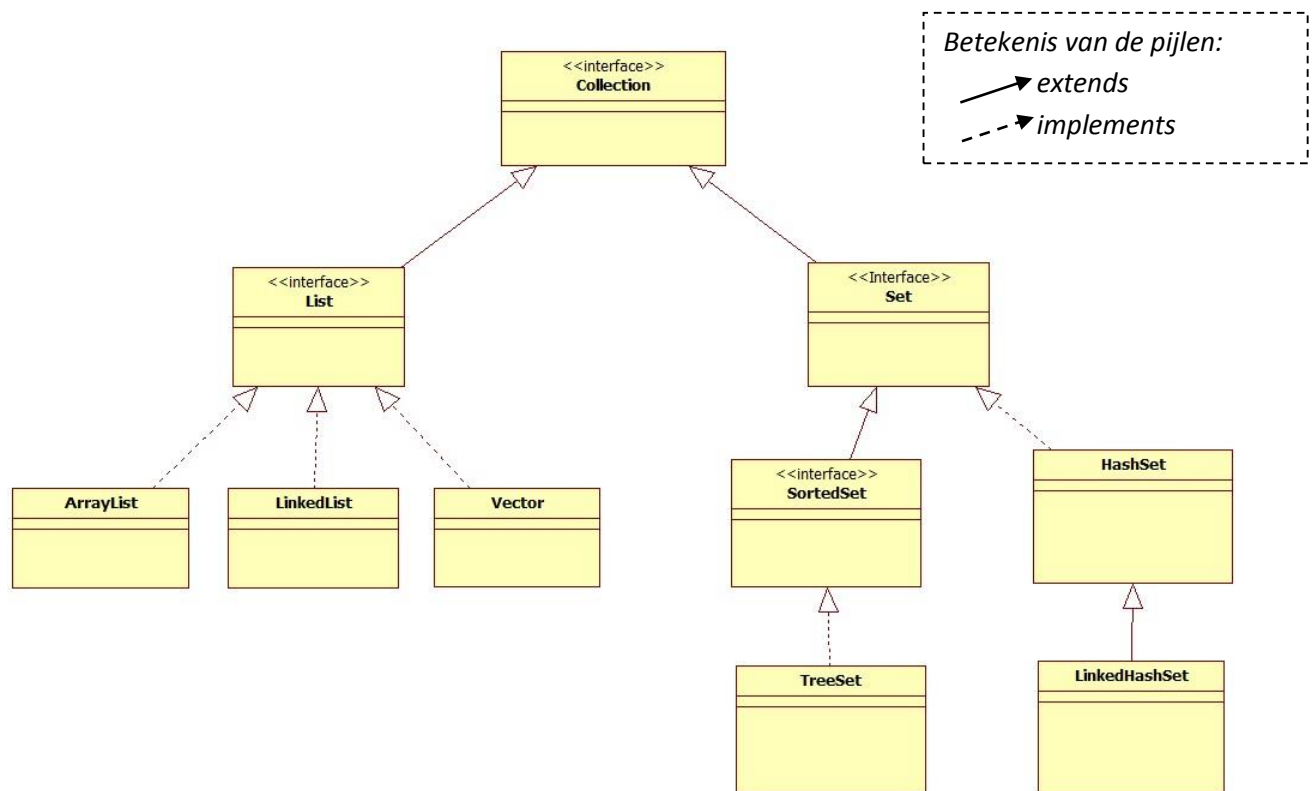 Betekenis van de pijlen:
extends
implements
<<interface>>
Collection
<<interface>>
List
<<Interface>>
Set
ArrayList
LinkedList
Vector
<<interface>>
SortedSet
HashSet
TreeSet
LinkedHashSet